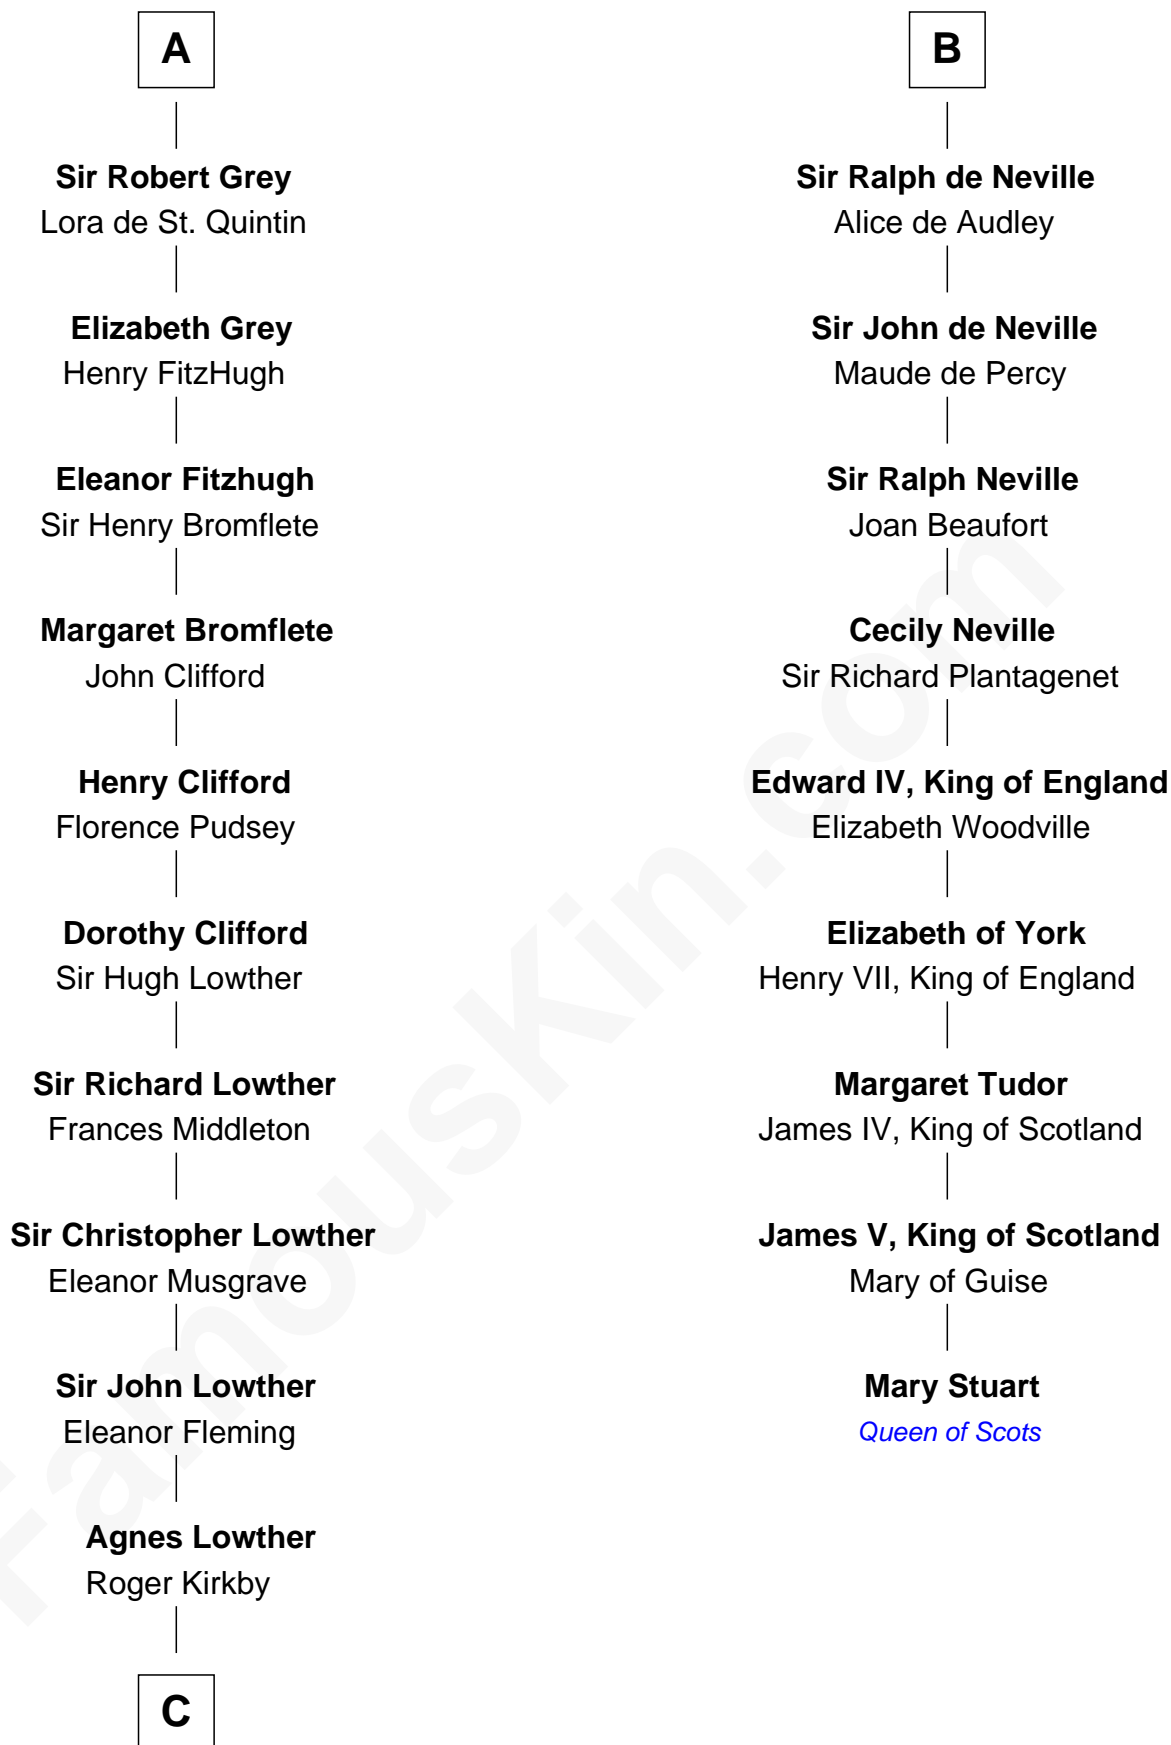 A
Sir Robert Grey
Lora de St. Quintin
Elizabeth Grey
Henry FitzHugh
Eleanor Fitzhugh
Sir Henry Bromflete
Margaret Bromflete
John Clifford
Henry Clifford
Florence Pudsey
Dorothy Clifford
Sir Hugh Lowther
Sir Richard Lowther
Frances Middleton
Sir Christopher Lowther
Eleanor Musgrave
Sir John Lowther
Eleanor Fleming
Agnes Lowther
Roger Kirkby
C
B
Sir Ralph de Neville
Alice de Audley
Sir John de Neville
Maude de Percy
Sir Ralph Neville
Joan Beaufort
Cecily Neville
Sir Richard Plantagenet
Edward IV, King of England
Elizabeth Woodville
Elizabeth of York
Henry VII, King of England
Margaret Tudor
James IV, King of Scotland
James V, King of Scotland
Mary of Guise
Mary Stuart
Queen of Scots
FamousKin.com